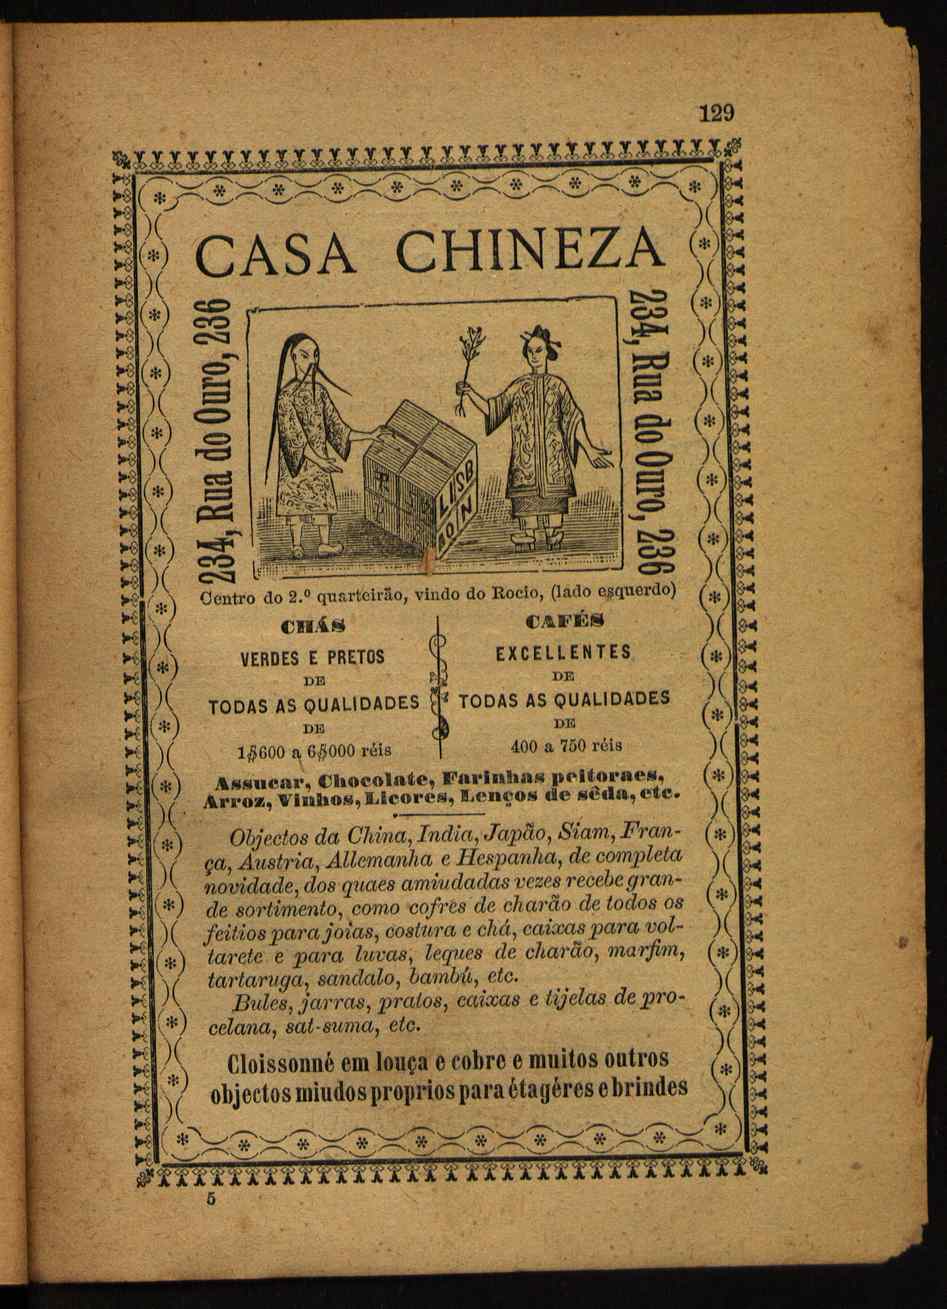 129
CASA CHINEZA
234, Rua do Ouro, 236
LISB
ON
234, Rua do Ouro, 236
Centro do 2.º quarteirão, vindo do Rocio, (lado esquerdo)
CHÁS
VERDES E PRETOS
DE
TODAS AS QUALIDADES
DE
1$600 a 6$000 réis
CAFÉS
EXCELLENTES
DE
TODAS AS QUALIDADES
DE
400 a 750 réis
Assucar, Chocolate, Farinhas peitoraes,
Arroz, Vinhos, Licores, Lenços de sêda, etc.
Objectos da China, India, Japão, Siam, Fran-
ça, Austria, Allemanha e Hespanha, de completa
novidade, dos quaes amiudadas vezes recebe gran-
de sortimento, como cofres de charão de todos os
feitios para joias, costura e chá, caixas para vol-
tarete e para luvas, leques de charão, marfim,
tartaruga, sandalo, bambú, etc.
Bules, jarras, pratos, caixas e tijelas de pro-
celana, sat-suma, etc.
Cloissonné em louça e cobre e muitos outros
objectos miudos proprios para étagéres e brindes
5